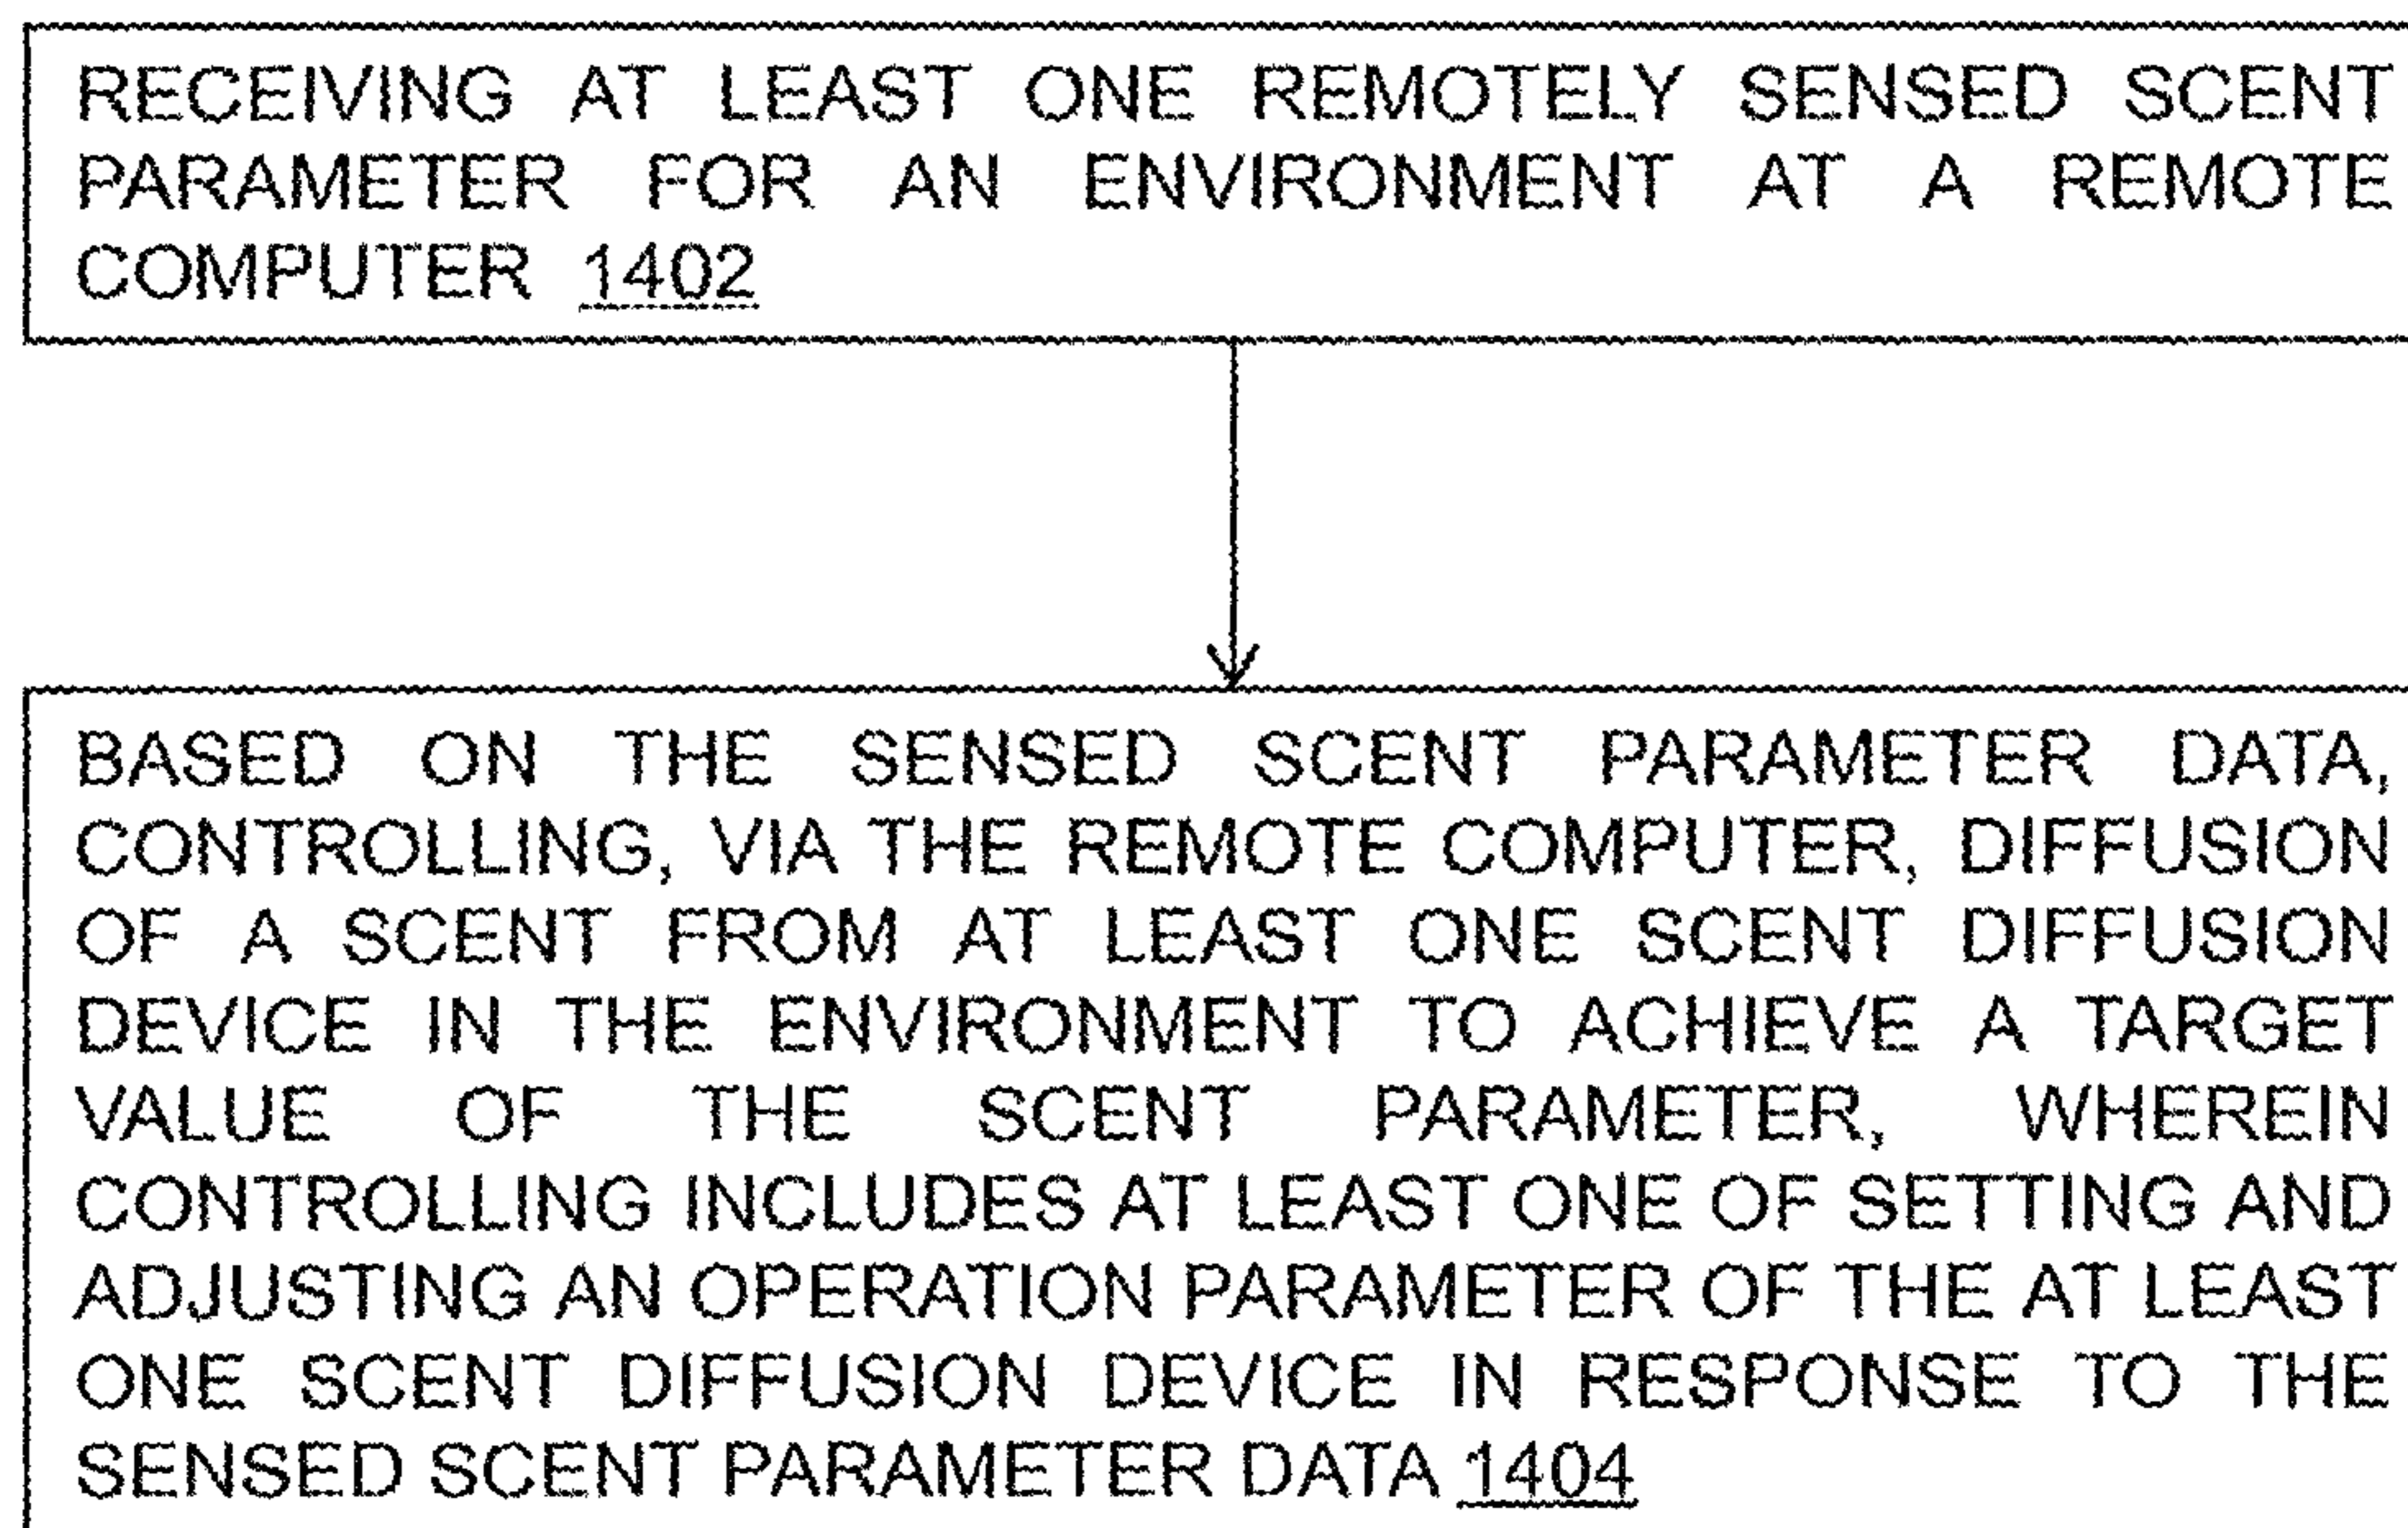 RECEIVING AT LEAST ONE REMOTELY SENSED SCENT
PARAMETER FOR AN ENVIRONMENT AT A REMOTE
COMPUTER 1402
BASED ON THE SENSED SCENT PARAMETER DATA,
CONTROLLING, VIA THE REMOTE COMPUTER, DIFFUSION
OF A SCENT FROM AT LEAST ONE SCENT DIFFUSION
DEVICE IN THE ENVIRONMENT TO ACHIEVE A TARGET
VALUE OF THE SCENT PARAMETER, WHEREIN
CONTROLLING INCLUDES AT LEAST ONE OF SETTING AND
ADJUSTING AN OPERATION PARAMETER OF THE AT LEAST
ONE SCENT DIFFUSION DEVICE IN RESPONSE TO THE
SENSED SCENT PARAMETER DATA 1404